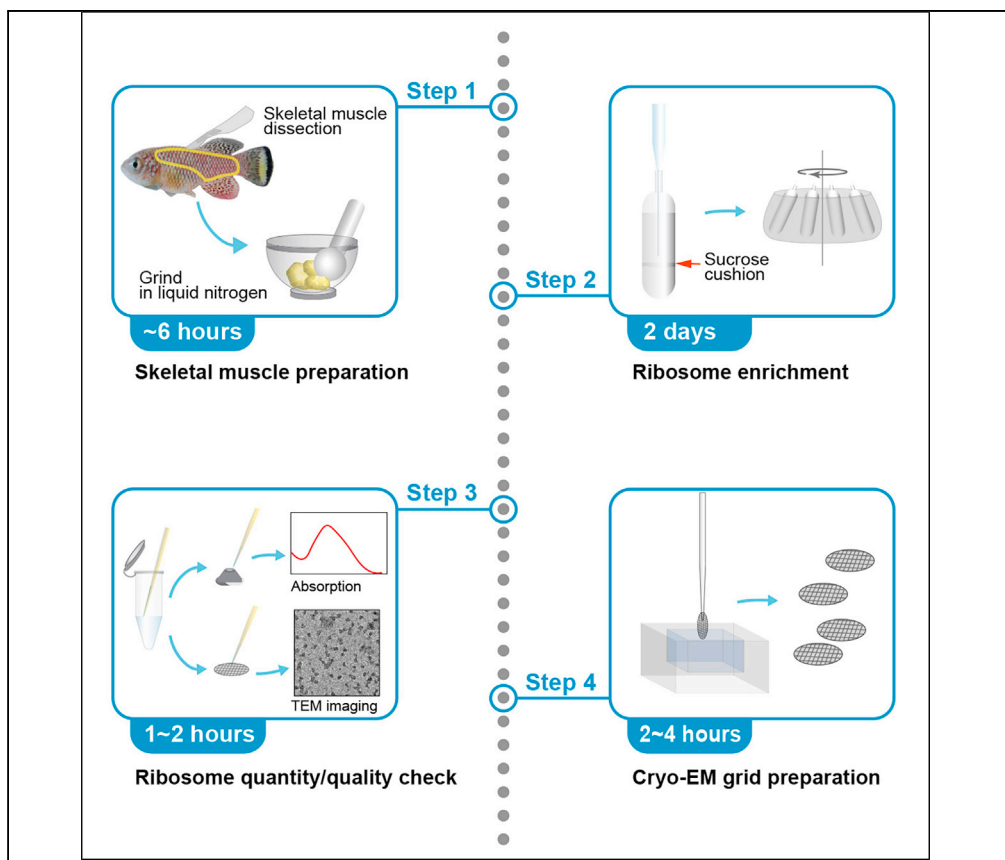 Step 1
Skeletal muscle
dissection
Grind
in liquid nitrogen
~6 hours
Skeletal muscle preparation
Step 2
Sucrose
cushion
2 days
Ribosome enrichment
Step 3
Absorption
TEM imaging
1~2 hours
Ribosome quantity/quality check
Step 4
2~4 hours
Cryo-EM grid preparation